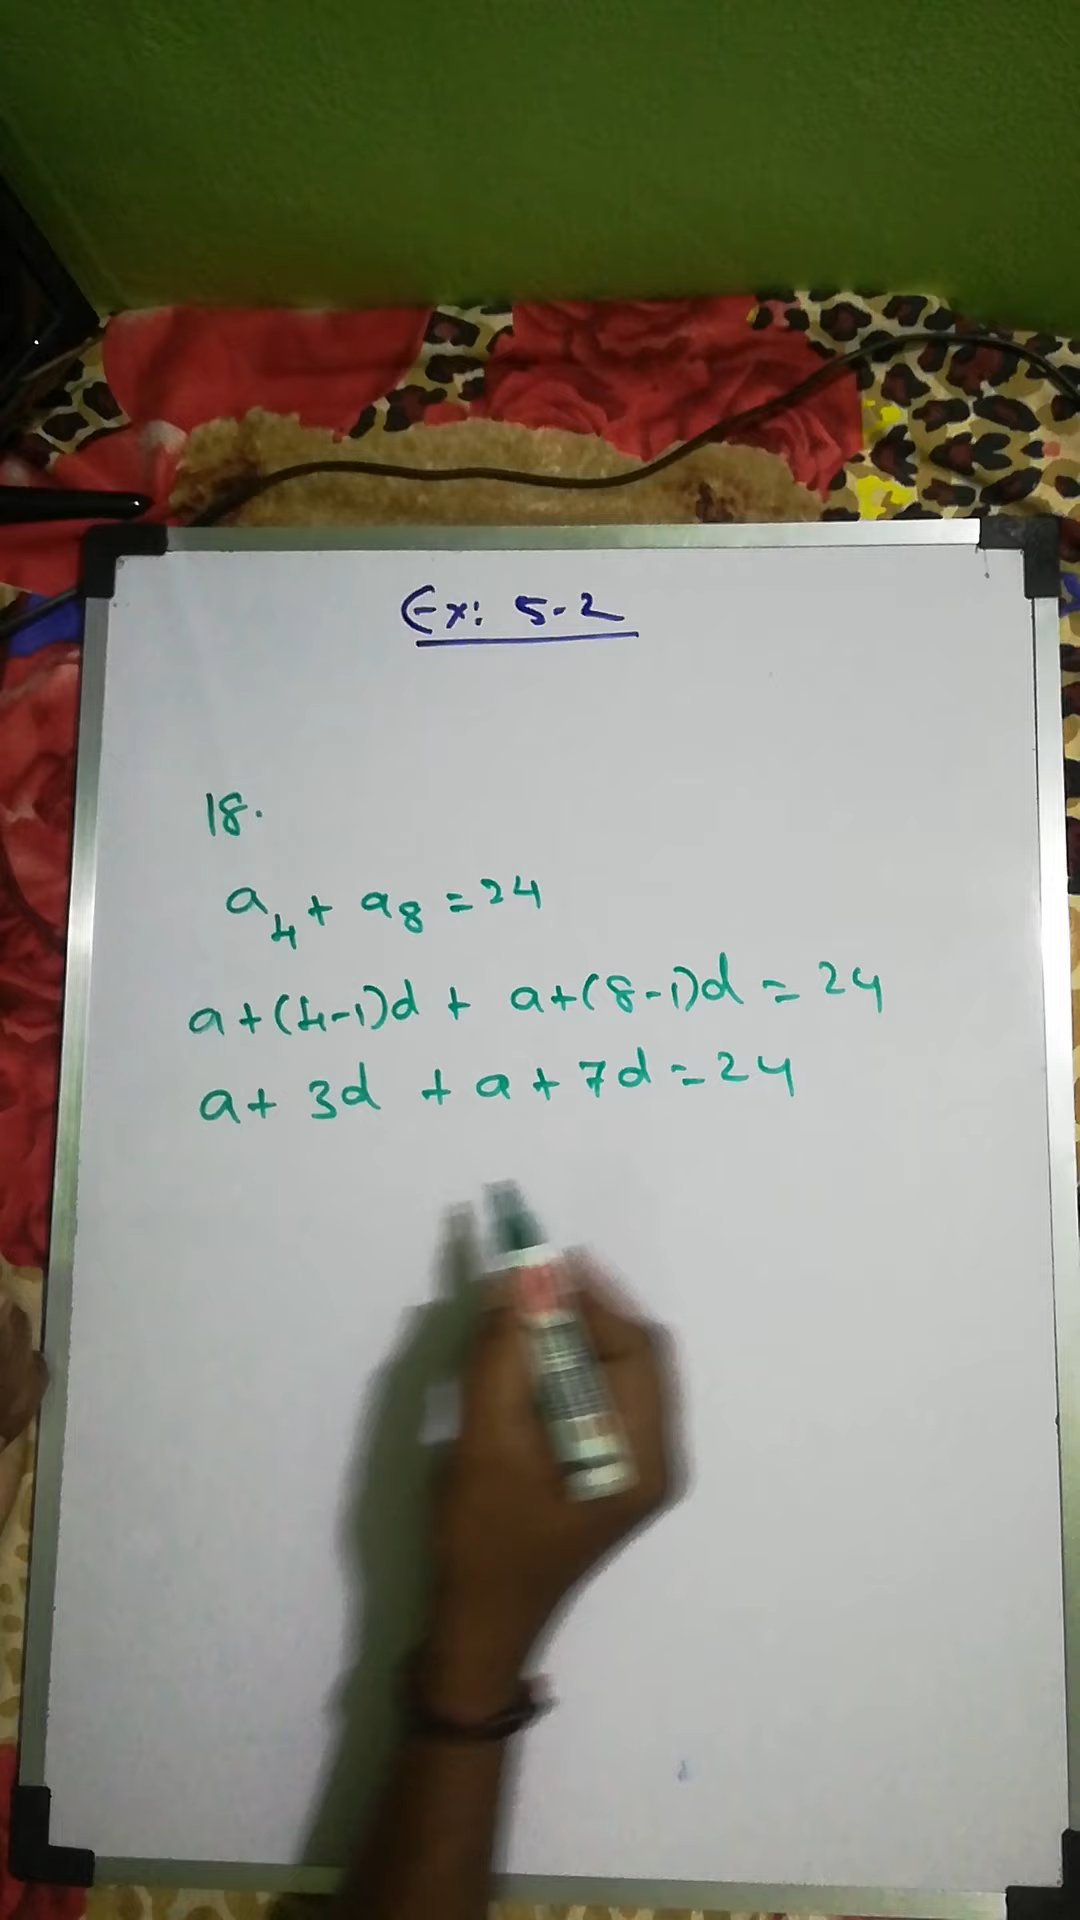 Ex: 5.2
18.
a₄ + a₈ = 24
a+(4-1)d + a+(8-1)d = 24
a+ 3d + a + 7d = 24